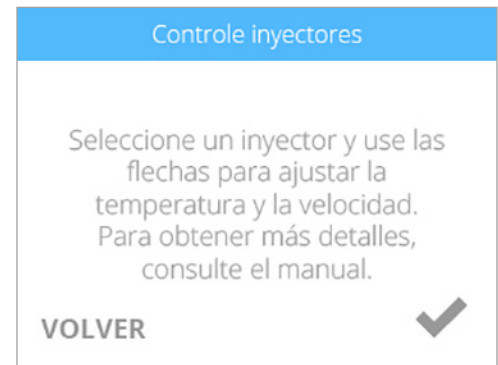 Controle inyectores
Seleccione un inyector y use las
flechas para ajustar la
temperatura y la velocidad.
Para obtener más detalles,
consulte el manual.
VOLVER